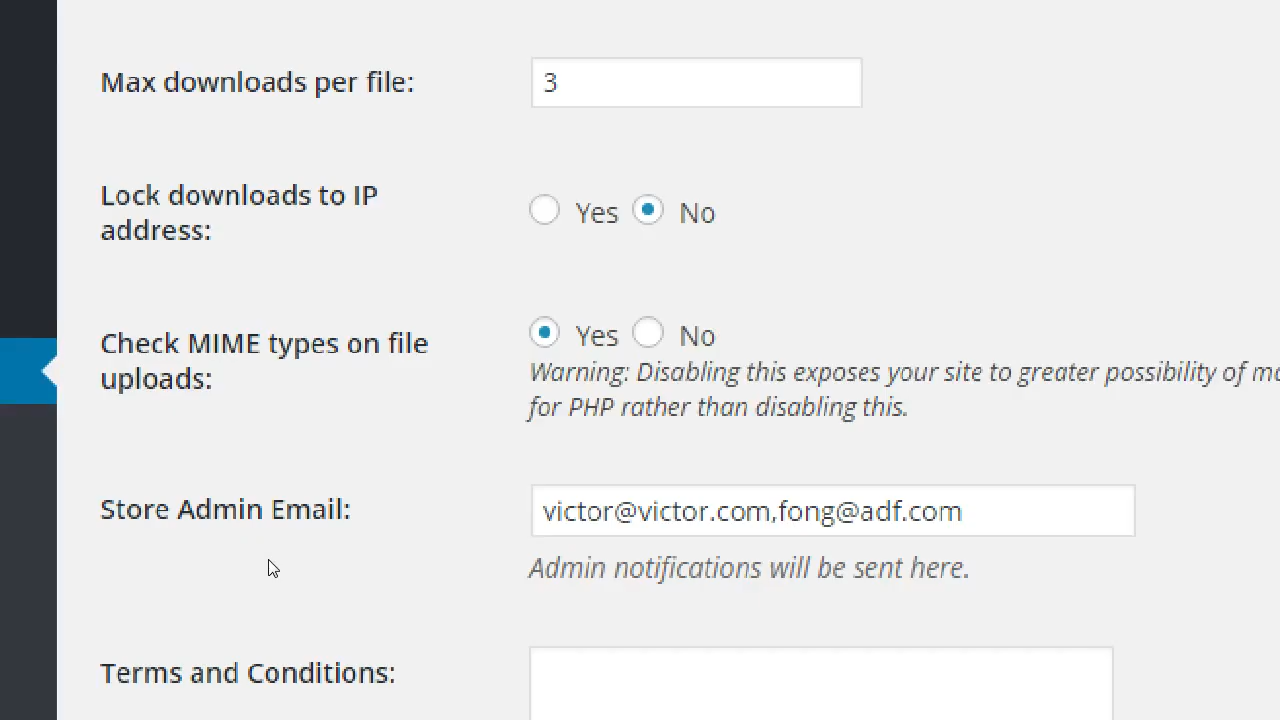 Max downloads per file:
3
Lock downloads to IP
address:
Yes No
Check MIME types on file
uploads:
Yes No
Warning: Disabling this exposes your site to greater possibility of
for PHP rather than disabling this.
Store Admin Email:
victor@victor.com,fong@adf.com
Admin notifications will be sent here.
Terms and Conditions: